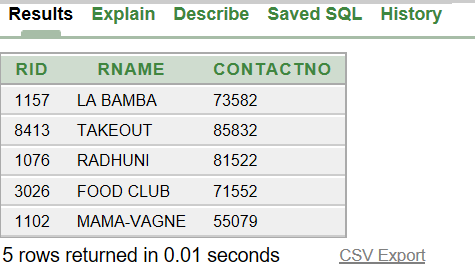 Results Explain Describe Saved SQL History
RID RNAME CONTACTNO
1157 LA BAMBA 73582
8413 TAKEOUT 85832
1076 RADHUNI 81522
3026 FOOD CLUB 71552
1102 MAMA-VAGNE 55079
5 rows returned in 0.01 seconds CSV Export